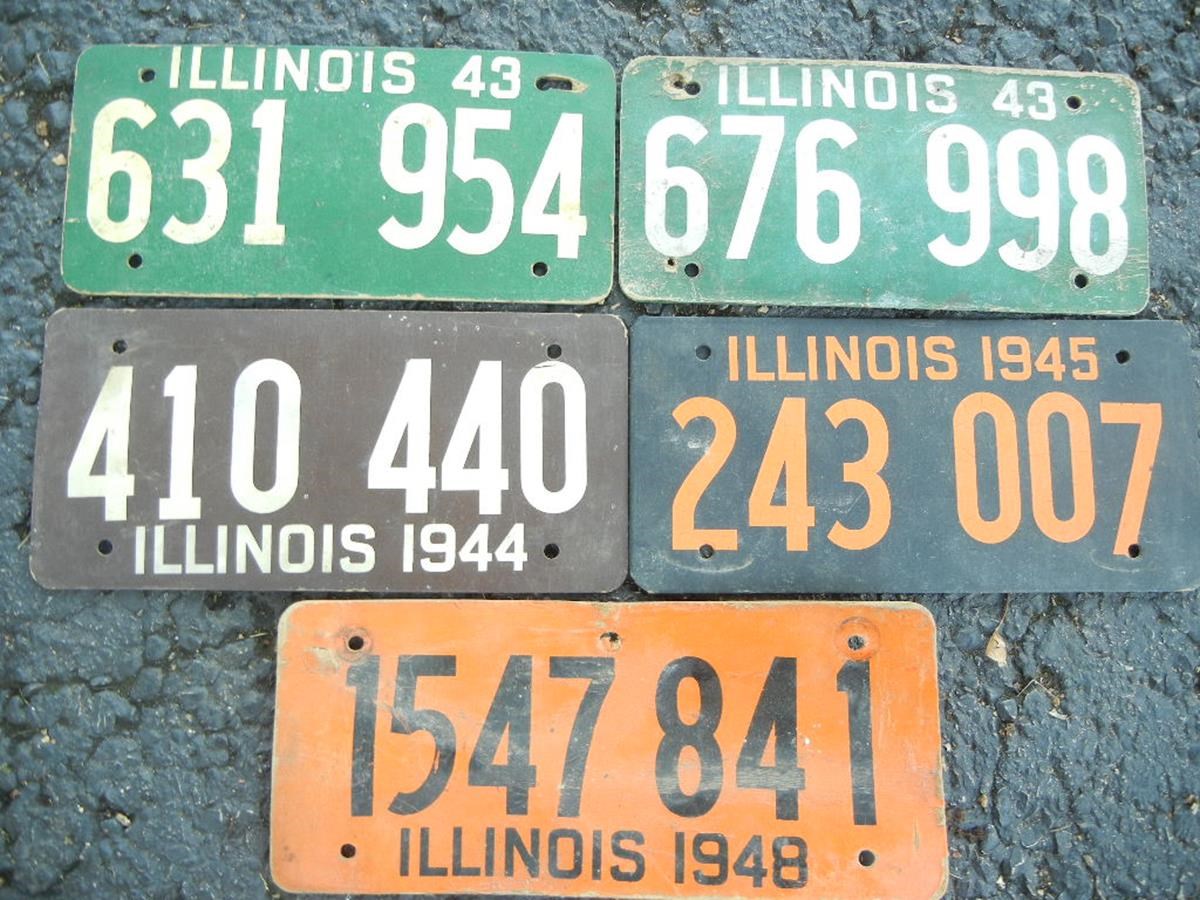 ILLINOIS 43
631 954
ILLINOIS 43
676 998
410 440
ILLINOIS 1944
ILLINOIS 1945
243 007
1547 841
ILLINOIS 1948